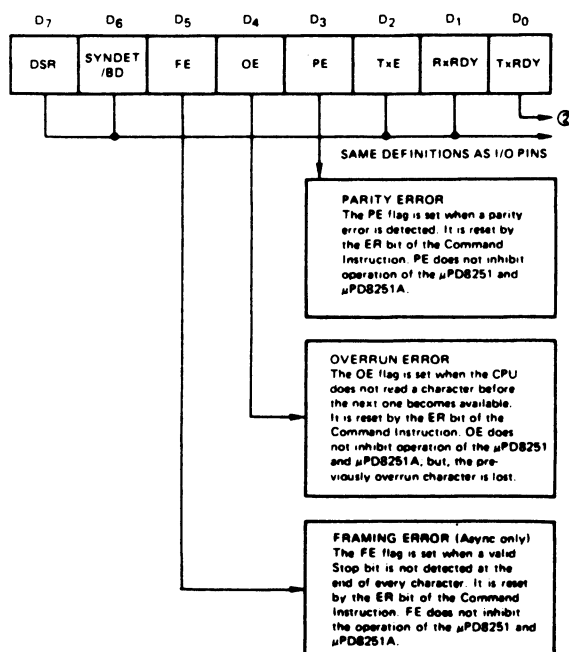 D7 D6 D5 D4 D3 D2 D1 D0
DSR SYNDET /BD FE OE PE TxE RxRDY TxRDY
②
SAME DEFINITIONS AS I/O PINS
PARITY ERROR
The PE flag is set when a parity
error is detected. It is reset by
the ER bit of the Command
Instruction. PE does not inhibit
operation of the µPD8251 and
µPD8251A.
OVERRUN ERROR
The OE flag is set when the CPU
does not read a character before
the next one becomes available.
It is reset by the ER bit of the
Command Instruction. OE does
not inhibit operation of the µPD8251
and µPD8251A, but, the pre-
viously overrun character is lost.
FRAMING ERROR (Async only)
The FE flag is set when a valid
Stop bit is not detected at the
end of every character. It is reset
by the ER bit of the Command
Instruction. FE does not inhibit
the operation of the µPD8251 and
µPD8251A.